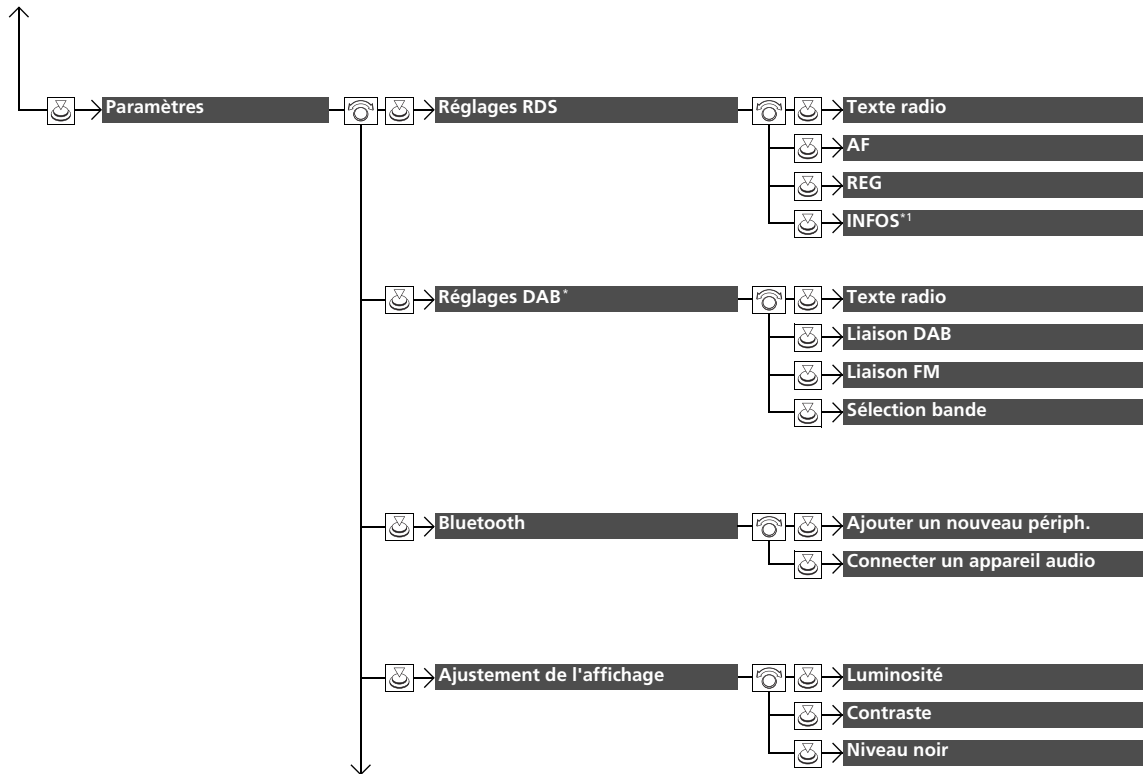 Paramètres
Réglages RDS
Texte radio
AF
REG
INFOS*1
Réglages DAB*
Texte radio
Liaison DAB
Liaison FM
Sélection bande
Bluetooth
Ajouter un nouveau périph.
Connecter un appareil audio
Ajustement de l'affichage
Luminosité
Contraste
Niveau noir